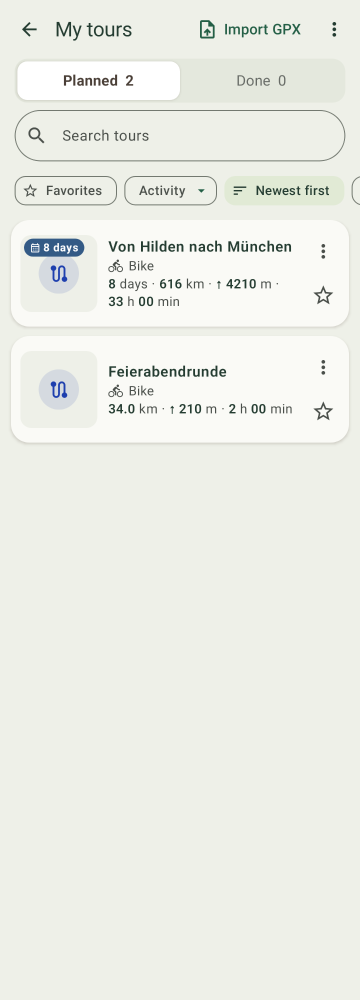 My tours
Import GPX
Planned 2
Done 0
Search tours
Favorites
Activity
Newest first
8 days
Von Hilden nach München
Bike
8 days · 616 km · ↑ 4210 m ·
33 h 00 min
Feierabendrunde
Bike
34.0 km · ↑ 210 m · 2 h 00 min